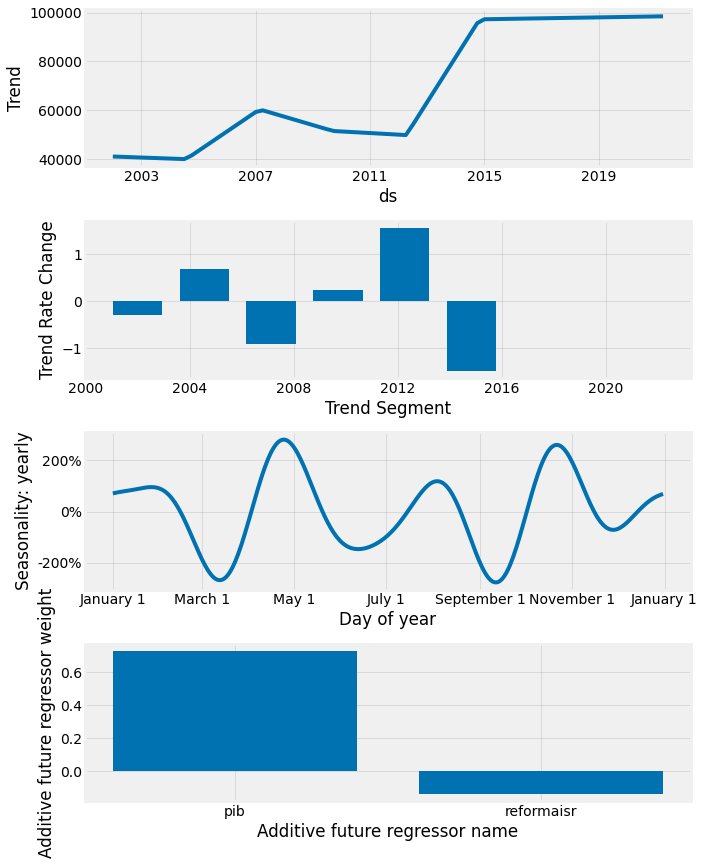 Trend
100000
80000
60000
40000
2003 2007 2011 2015 2019
ds
Trend Rate Change
1
0
−1
2000 2004 2008 2012 2016 2020
Trend Segment
Seasonality: yearly
200%
0%
-200%
January 1 March 1 May 1 July 1 September 1 November 1 January 1
Day of year
Additive future regressor weight
0.6
0.4
0.2
0.0
pib reformaisr
Additive future regressor name